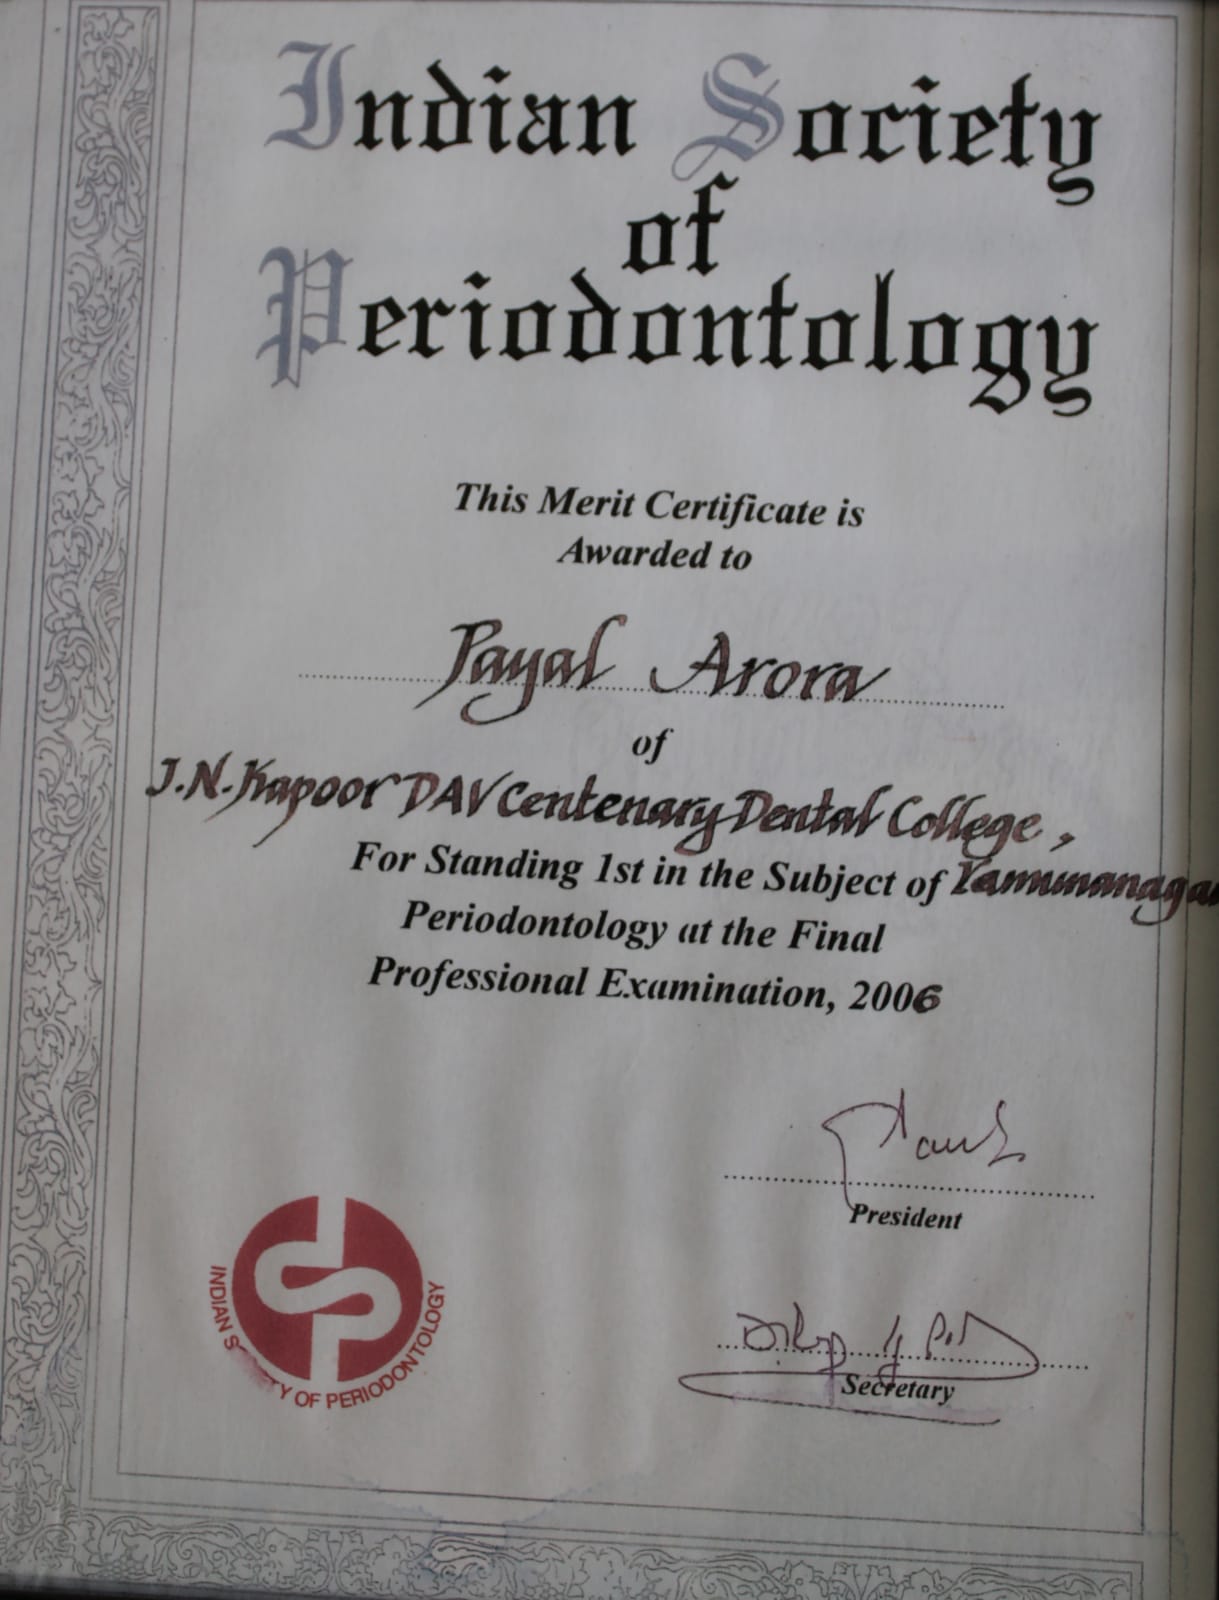 Indian Society
of
Periodontology
This Merit Certificate is
Awarded to
Payal Arora
of
J.N. Kapoor DAV Centenary Dental College,
For Standing 1st in the Subject of Yamunanagar
Periodontology at the Final
Professional Examination, 2006
President
Secretary
INDIAN S TY OF PERIODONTOLOGY